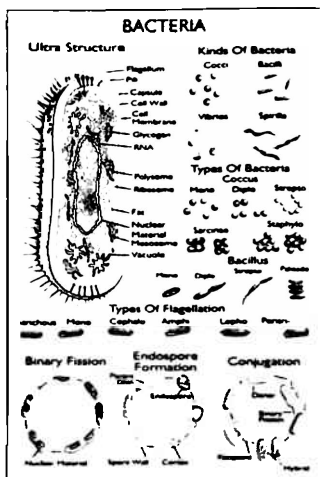 BACTERIA
Ultra Structure
Kinds Of Bacteria
Cocci Bacilli
Vibrios Spirilla
Flagellum
Pili
Capsule
Cell Wall
Cell
Membrane
Glycogen
RNA
Polysome
Ribosome
Fat
Nuclear
Material
Mesosome
Vacuole
Types Of Bacteria
Coccus
Mono Diplo Strepto
Sarcinae Staphylo
Bacillus
Mono Diplo Strepto Palisade
Types Of Flagellation
Mono Cephalo Amphi Lopho
Binary Fission
Nuclear Material
Endospore
Formation
Endospore
Spore Wall Cortex
Conjugation
Donor
Recipient
Hybrid